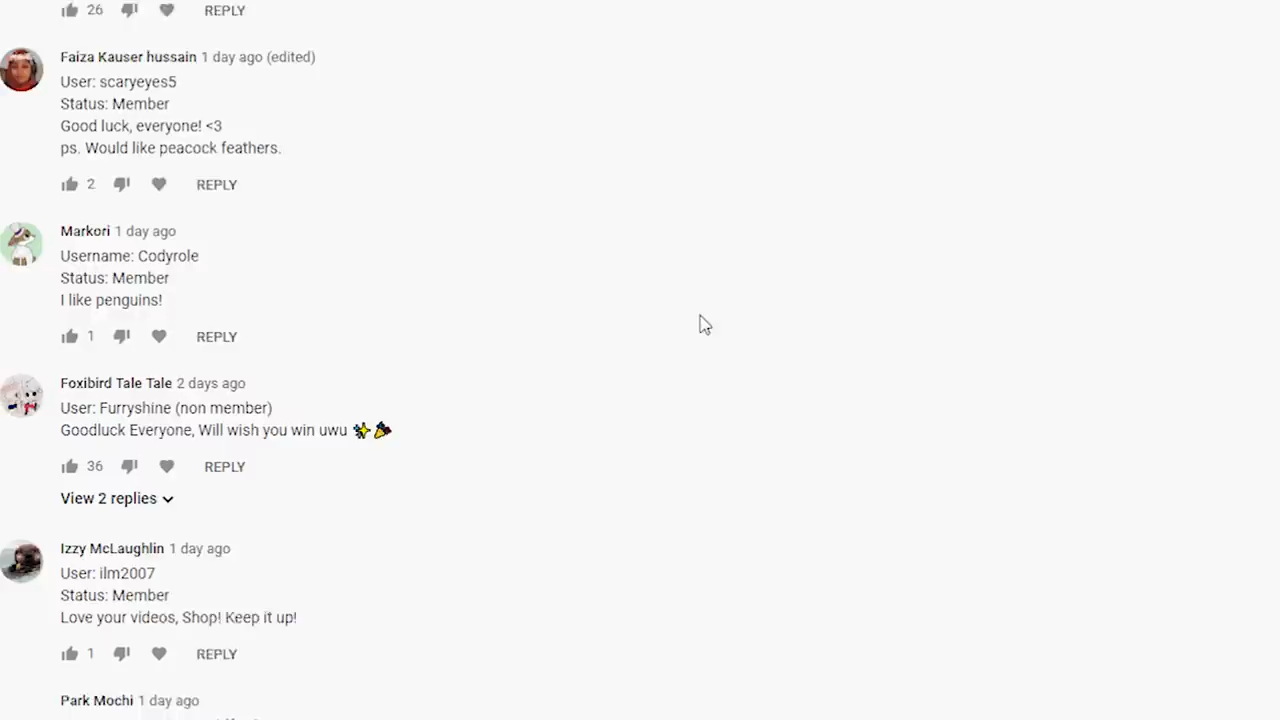 26 REPLY
Faiza Kauser hussain 1 day ago (edited)
User: scaryeyes5
Status: Member
Good luck, everyone! <3
ps. Would like peacock feathers.
2 REPLY
Markori 1 day ago
Username: Codyrole
Status: Member
I like penguins!
1 REPLY
Foxibird Tale Tale 2 days ago
User: Furryshine (non member)
Goodluck Everyone, Will wish you win uwu
36 REPLY
View 2 replies
Izzy McLaughlin 1 day ago
User: ilm2007
Status: Member
Love your videos, Shop! Keep it up!
1 REPLY
Park Mochi 1 day ago